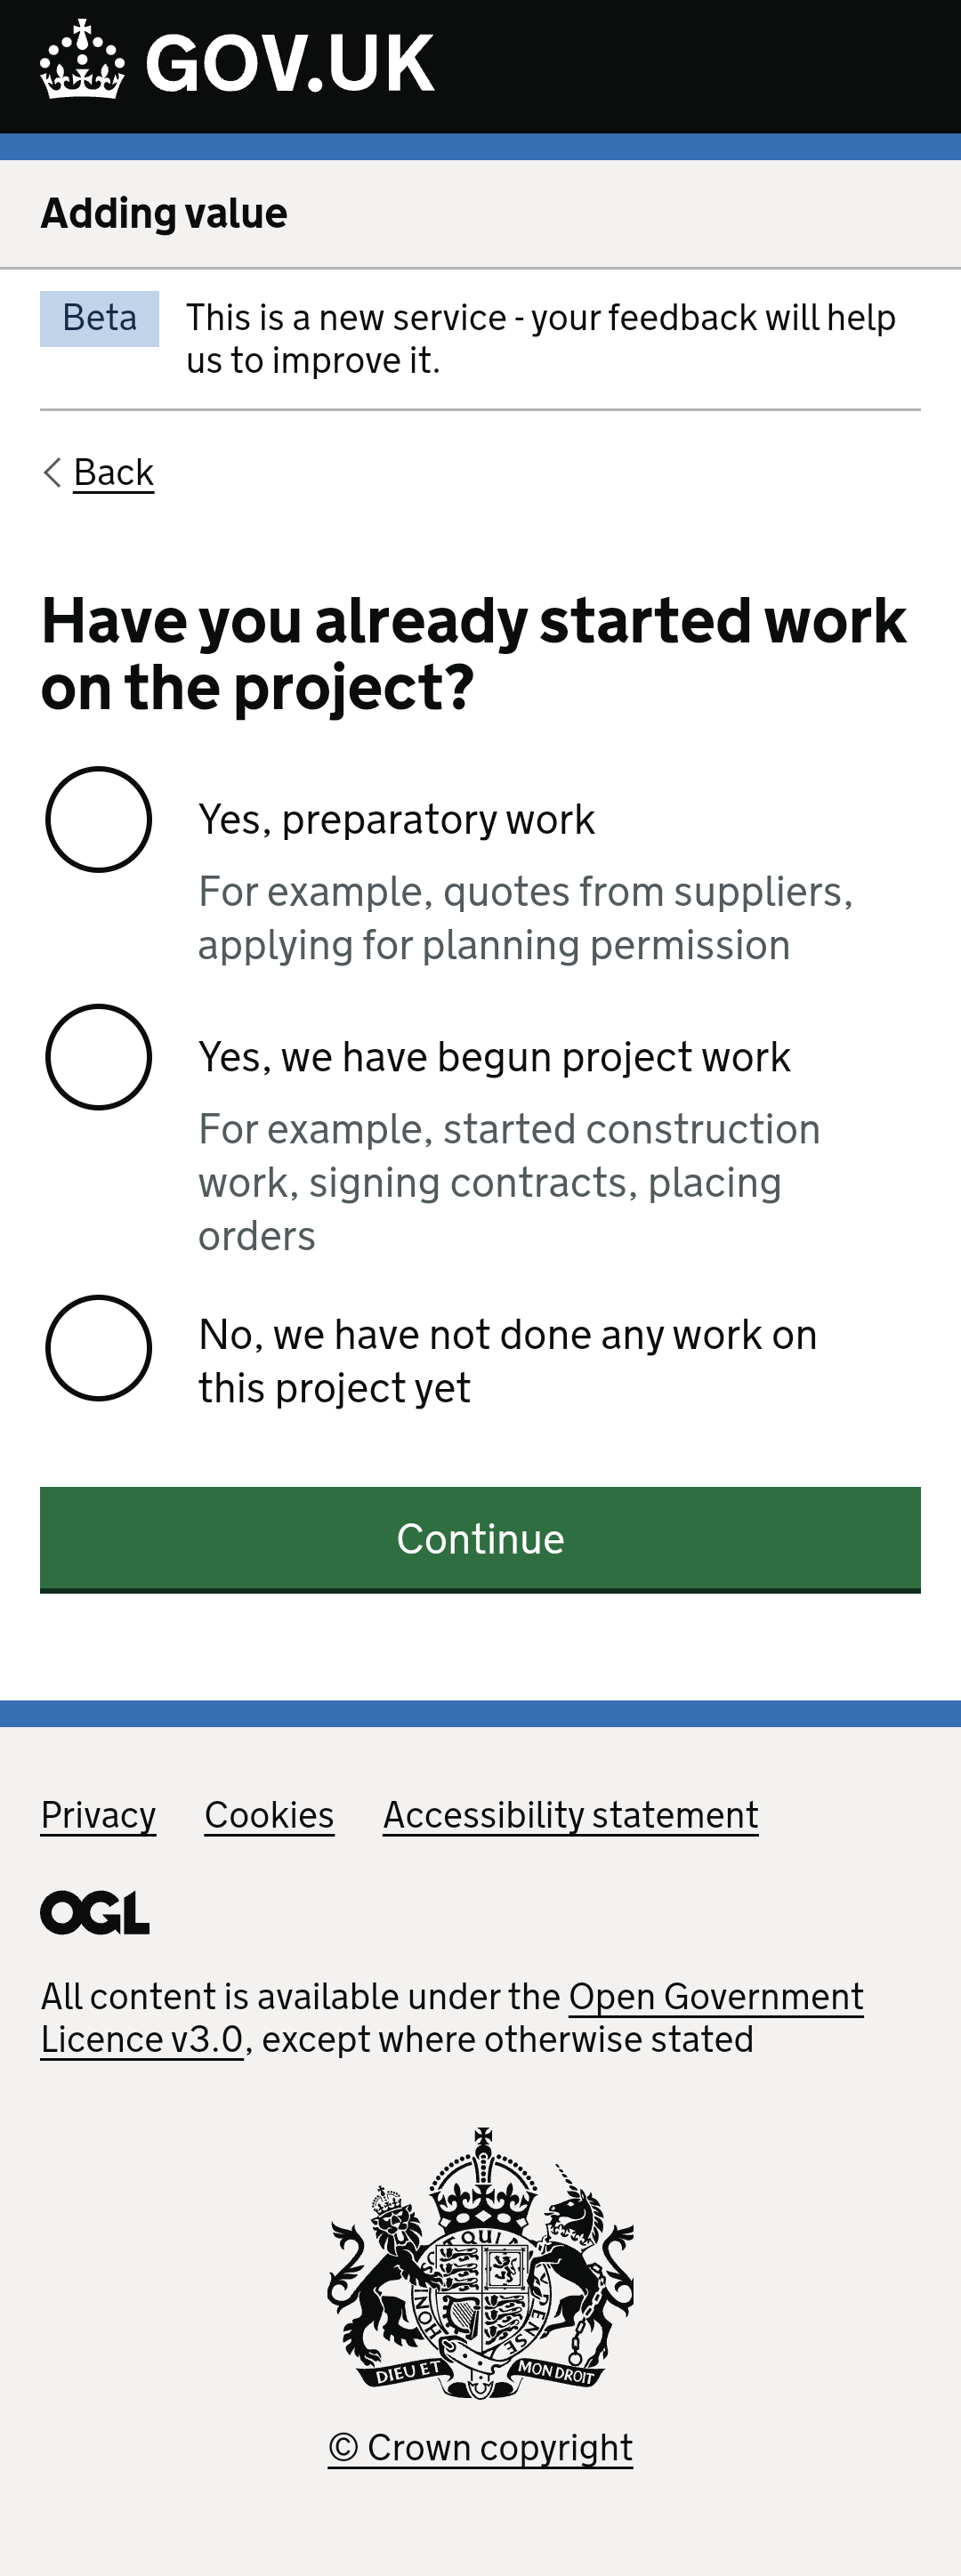 GOV.UK
Adding value
Beta
This is a new service - your feedback will help
us to improve it.
Back
Have you already started work
on the project?
Yes, preparatory work
For example, quotes from suppliers,
applying for planning permission
Yes, we have begun project work
For example, started construction
work, signing contracts, placing
orders
No, we have not done any work on
this project yet
Continue
Privacy Cookies Accessibility statement
OGL
All content is available under the Open Government
Licence v3.0, except where otherwise stated
DIEU ET MON DROIT
© Crown copyright